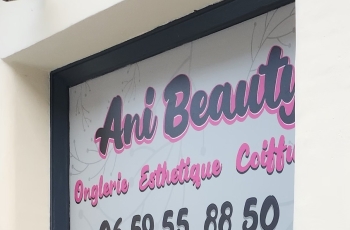 Ani Beauty
Onglerie Esthetique Coiffu
06 59 55 88 50